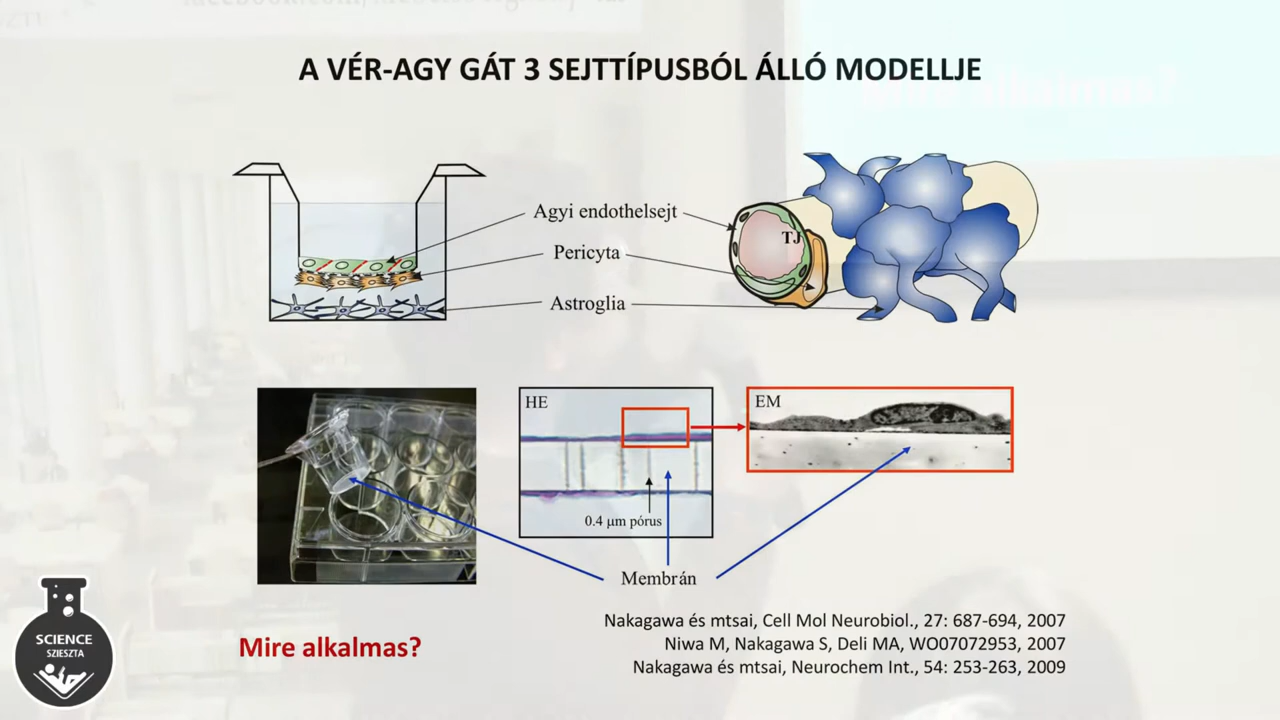 A VÉR-AGY GÁT 3 SEJTTÍPUSBÓL ÁLLÓ MODELLJE
Mire alkalmas?
Agyi endothelsejt
TJ
Pericyta
Astroglia
HE
EM
0.4 µm pórus
Membrán
Nakagawa és mtsai, Cell Mol Neurobiol., 27: 687-694, 2007
Niwa M, Nakagawa S, Deli MA, WO07072953, 2007
Nakagawa és mtsai, Neurochem Int., 54: 253-263, 2009
Mire alkalmas?
SCIENCE
SZIESZTA